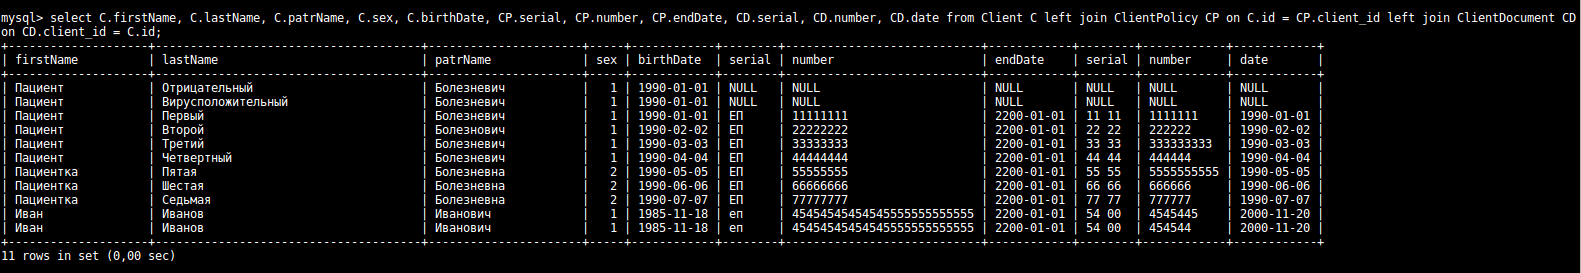 mysql> select C.firstName, C.lastName, C.patrName, C.sex, C.birthDate, CP.serial, CP.number, CP.endDate, CD.serial, CD.number, CD.date from Client C left join ClientPolicy CP on C.id = CP.client_id left join ClientDocument CD
on CD.client_id = C.id;
| firstName | lastName | patrName | sex | birthDate | serial | number | endDate | serial | number | date |
| Пациент | Отрицательный | Болезневич | 1 | 1990-01-01 | NULL | NULL | NULL | NULL | NULL | NULL |
| Пациент | Вирусположительный | Болезневич | 1 | 1990-01-01 | NULL | NULL | NULL | NULL | NULL | NULL |
| Пациент | Первый | Болезневич | 1 | 1990-01-01 | ЕП | 11111111 | 2200-01-01 | 11 11 | 1111111 | 1990-01-01 |
| Пациент | Второй | Болезнович | 1 | 1990-02-02 | ЕП | 22222222 | 2200-01-01 | 22 22 | 222222 | 1990-02-02 |
| Пациент | Третий | Болезневич | 1 | 1990-03-03 | ЕП | 33333333 | 2200-01-01 | 33 33 | 333333333 | 1990-03-03 |
| Пациент | Четвертный | Болезневич | 1 | 1990-04-04 | ЕП | 44444444 | 2200-01-01 | 44 44 | 444444 | 1990-04-04 |
| Пациентка | Пятая | Болезневна | 2 | 1990-05-05 | ЕП | 55555555 | 2200-01-01 | 55 55 | 5555555555 | 1990-05-05 |
| Пациентка | Шестая | Болезневна | 2 | 1990-06-06 | ЕП | 66666666 | 2200-01-01 | 66 66 | 666666 | 1990-06-06 |
| Пациентка | Седьмая | Болезневна | 2 | 1990-07-07 | ЕП | 77777777 | 2200-01-01 | 77 77 | 777777 | 1990-07-07 |
| Иван | Иванов | Иванович | 1 | 1985-11-18 | еп | 45454545454545555555555555 | 2200-01-01 | 54 00 | 4545445 | 2000-11-20 |
| Иван | Иванов | Иванович | 1 | 1985-11-18 | еп | 45454545454545555555555555 | 2200-01-01 | 54 00 | 454544 | 2000-11-20 |
11 rows in set (0,00 sec)